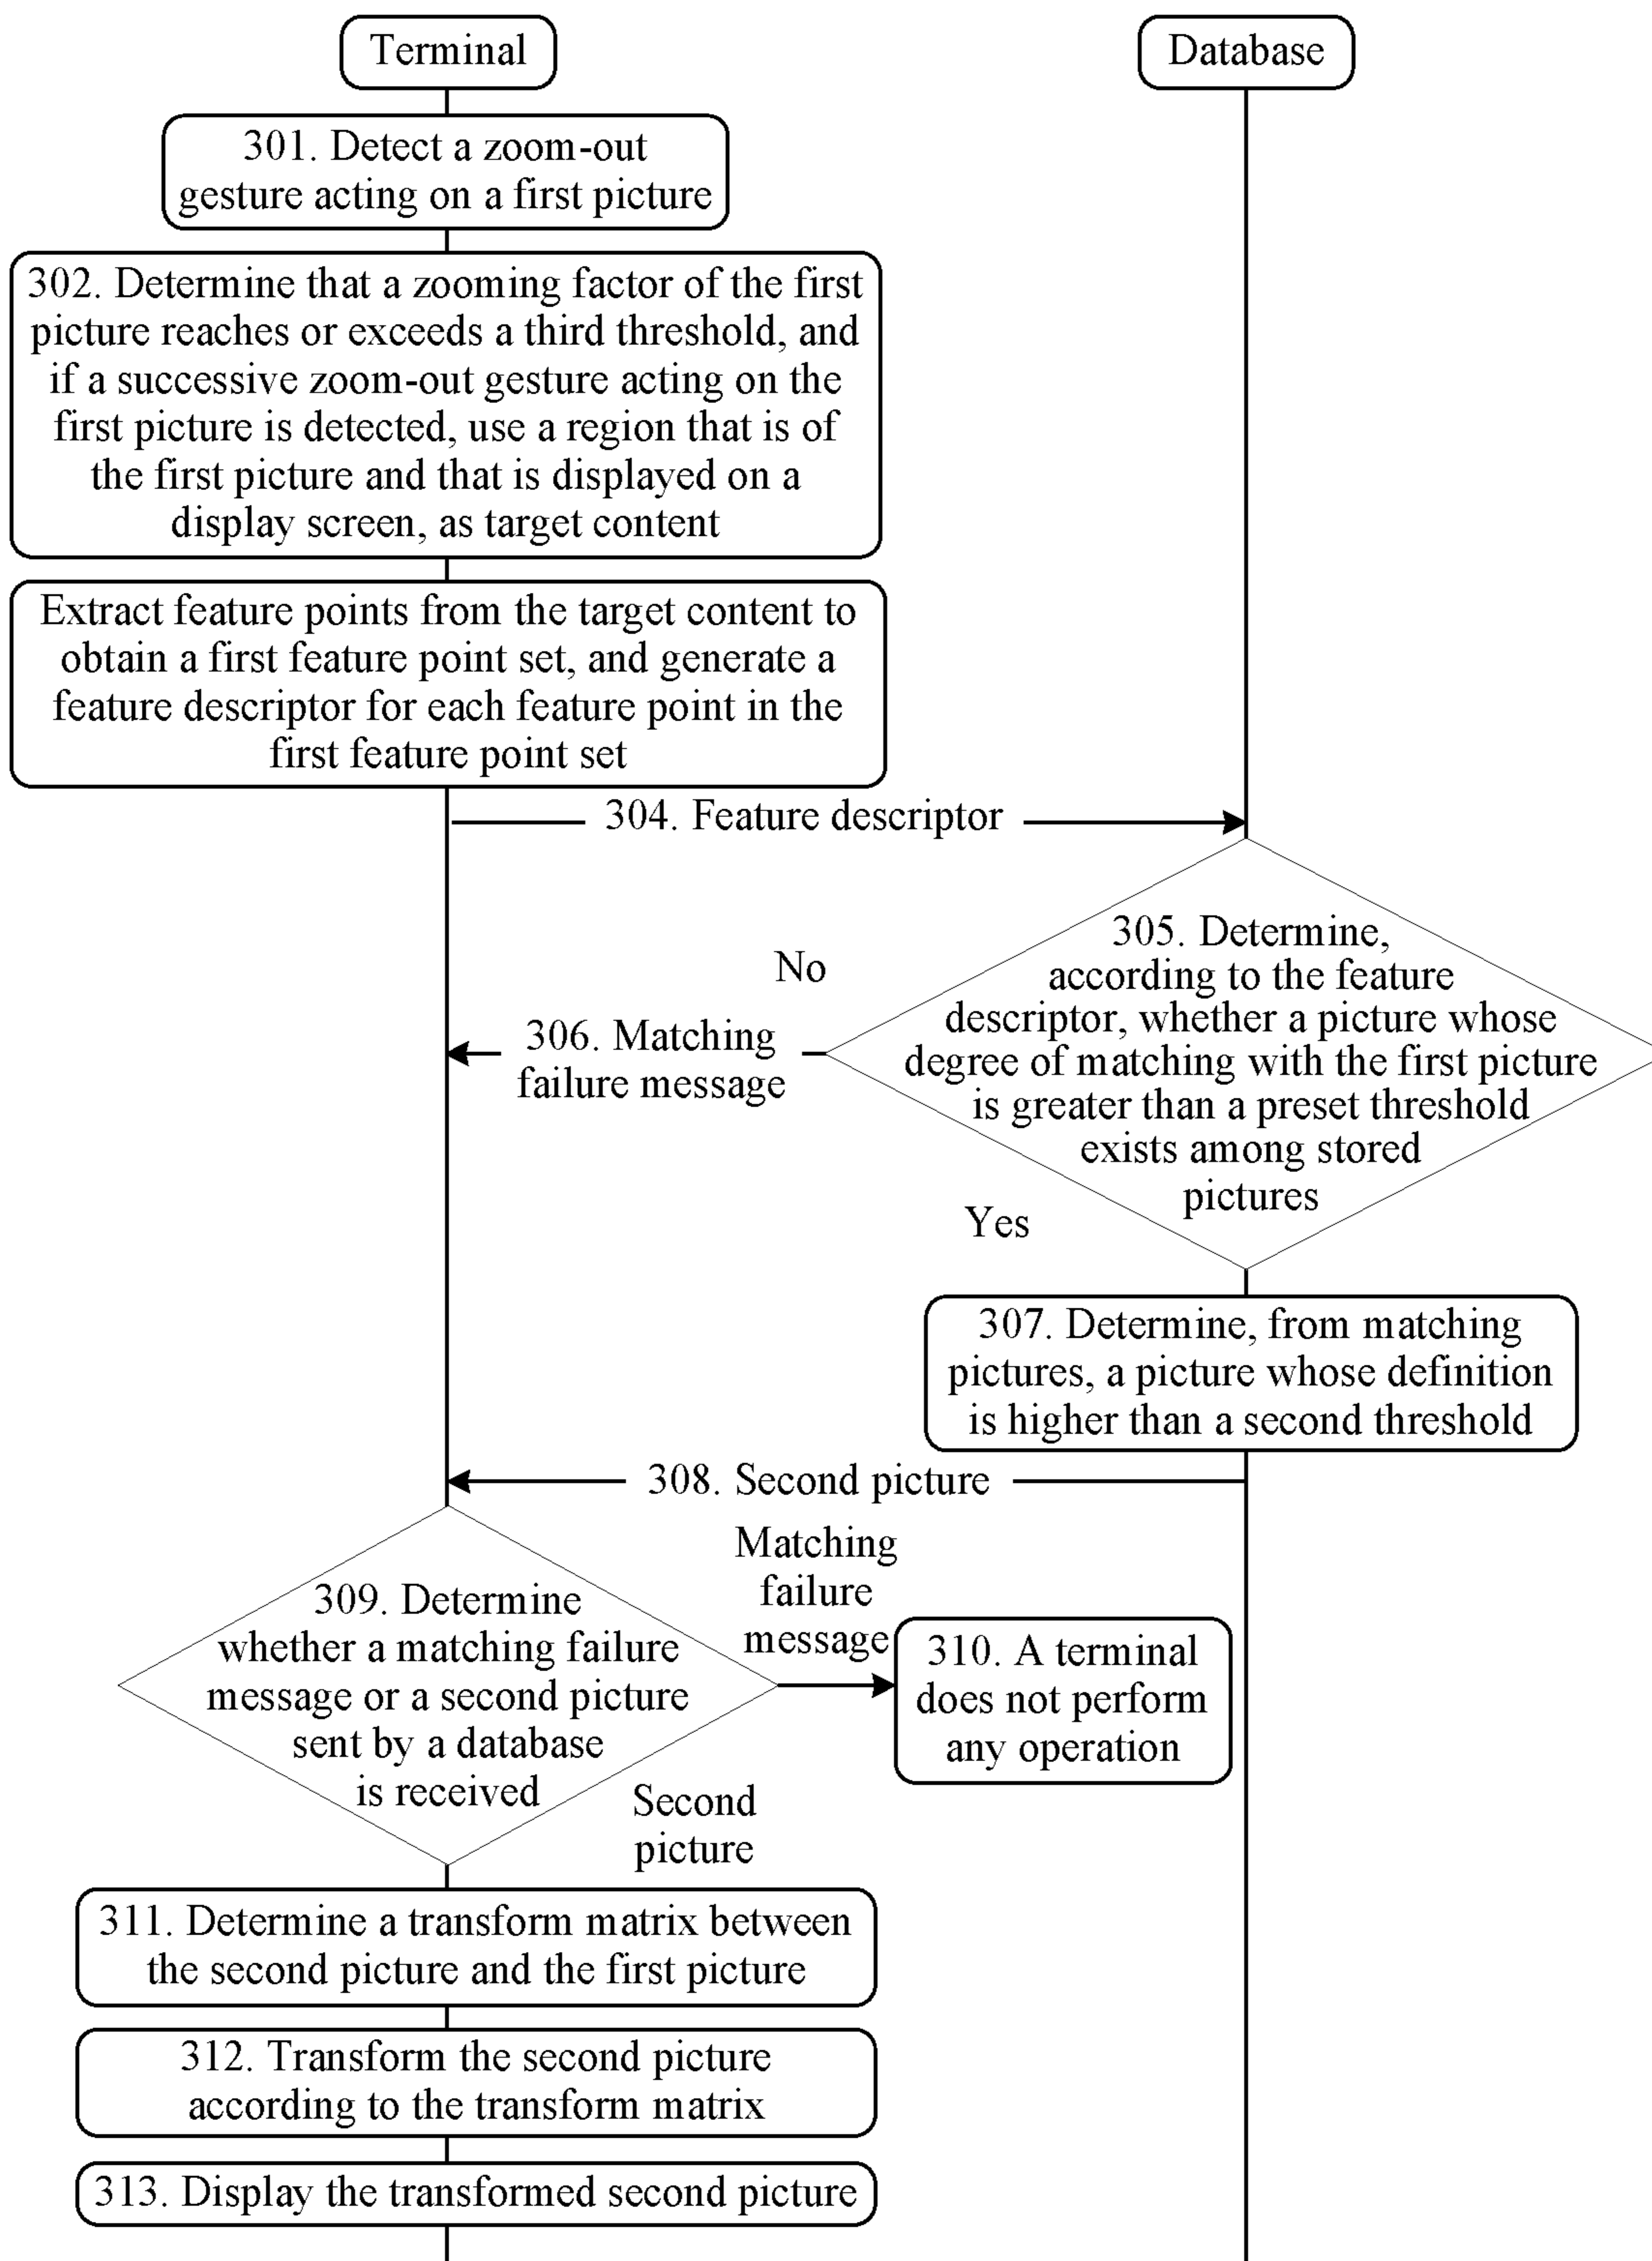 Terminal
Database
301. Detect a zoom-out
gesture acting on a first picture
302. Determine that a zooming factor of the first
picture reaches or exceeds a third threshold, and
if a successive zoom-out gesture acting on the
first picture is detected, use a region that is of
the first picture and that is displayed on a
display screen, as target content
Extract feature points from the target content to
obtain a first feature point set, and generate a
feature descriptor for each feature point in the
first feature point set
304. Feature descriptor
305. Determine,
according to the feature
descriptor, whether a picture whose
degree of matching with the first picture
is greater than a preset threshold
exists among stored
pictures
No
306. Matching
failure message
Yes
307. Determine, from matching
pictures, a picture whose definition
is higher than a second threshold
308. Second picture
309. Determine
whether a matching failure
message or a second picture
sent by a database
is received
Matching
failure
message
310. A terminal
does not perform
any operation
Second
picture
311. Determine a transform matrix between
the second picture and the first picture
312. Transform the second picture
according to the transform matrix
313. Display the transformed second picture